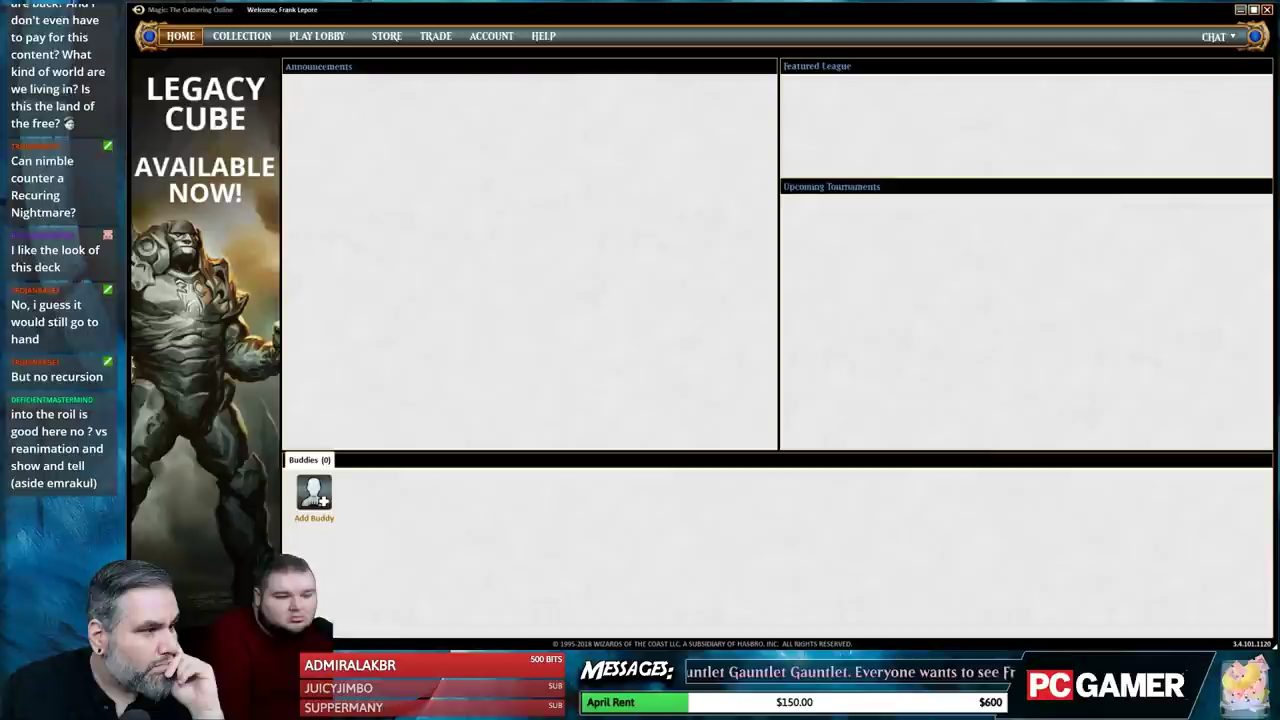 are back. And I
don't even have
to pay for this
content? What
kind of world are
we living in? Is
this the land of
the free?
Can nimble
counter a
Recuring
Nightmare?
I like the look of
this deck
No, i guess it
would still go to
hand
But no recursion
DEFICIENTMASTERMIND
into the roil is
good here no ? vs
reanimation and
show and tell
(aside emrakul)
Magic: The Gathering Online Welcome, Frank Lepore
HOME COLLECTION PLAY LOBBY STORE TRADE ACCOUNT HELP CHAT
LEGACY
CUBE
AVAILABLE
NOW!
Announcements
Featured League
Upcoming Tournaments
Buddies (0)
Add Buddy
© 1995-2018 WIZARDS OF THE COAST LLC, A SUBSIDIARY OF HASBRO, INC. ALL RIGHTS RESERVED.
3.4.101.1120
ADMIRALAKBR 500 BITS
JUICYJIMBO SUB
SUPPERMANY SUB
MESSAGES: untlet Gauntlet Gauntlet. Everyone wants to see Fr
April Rent $150.00 $600
PC GAMER